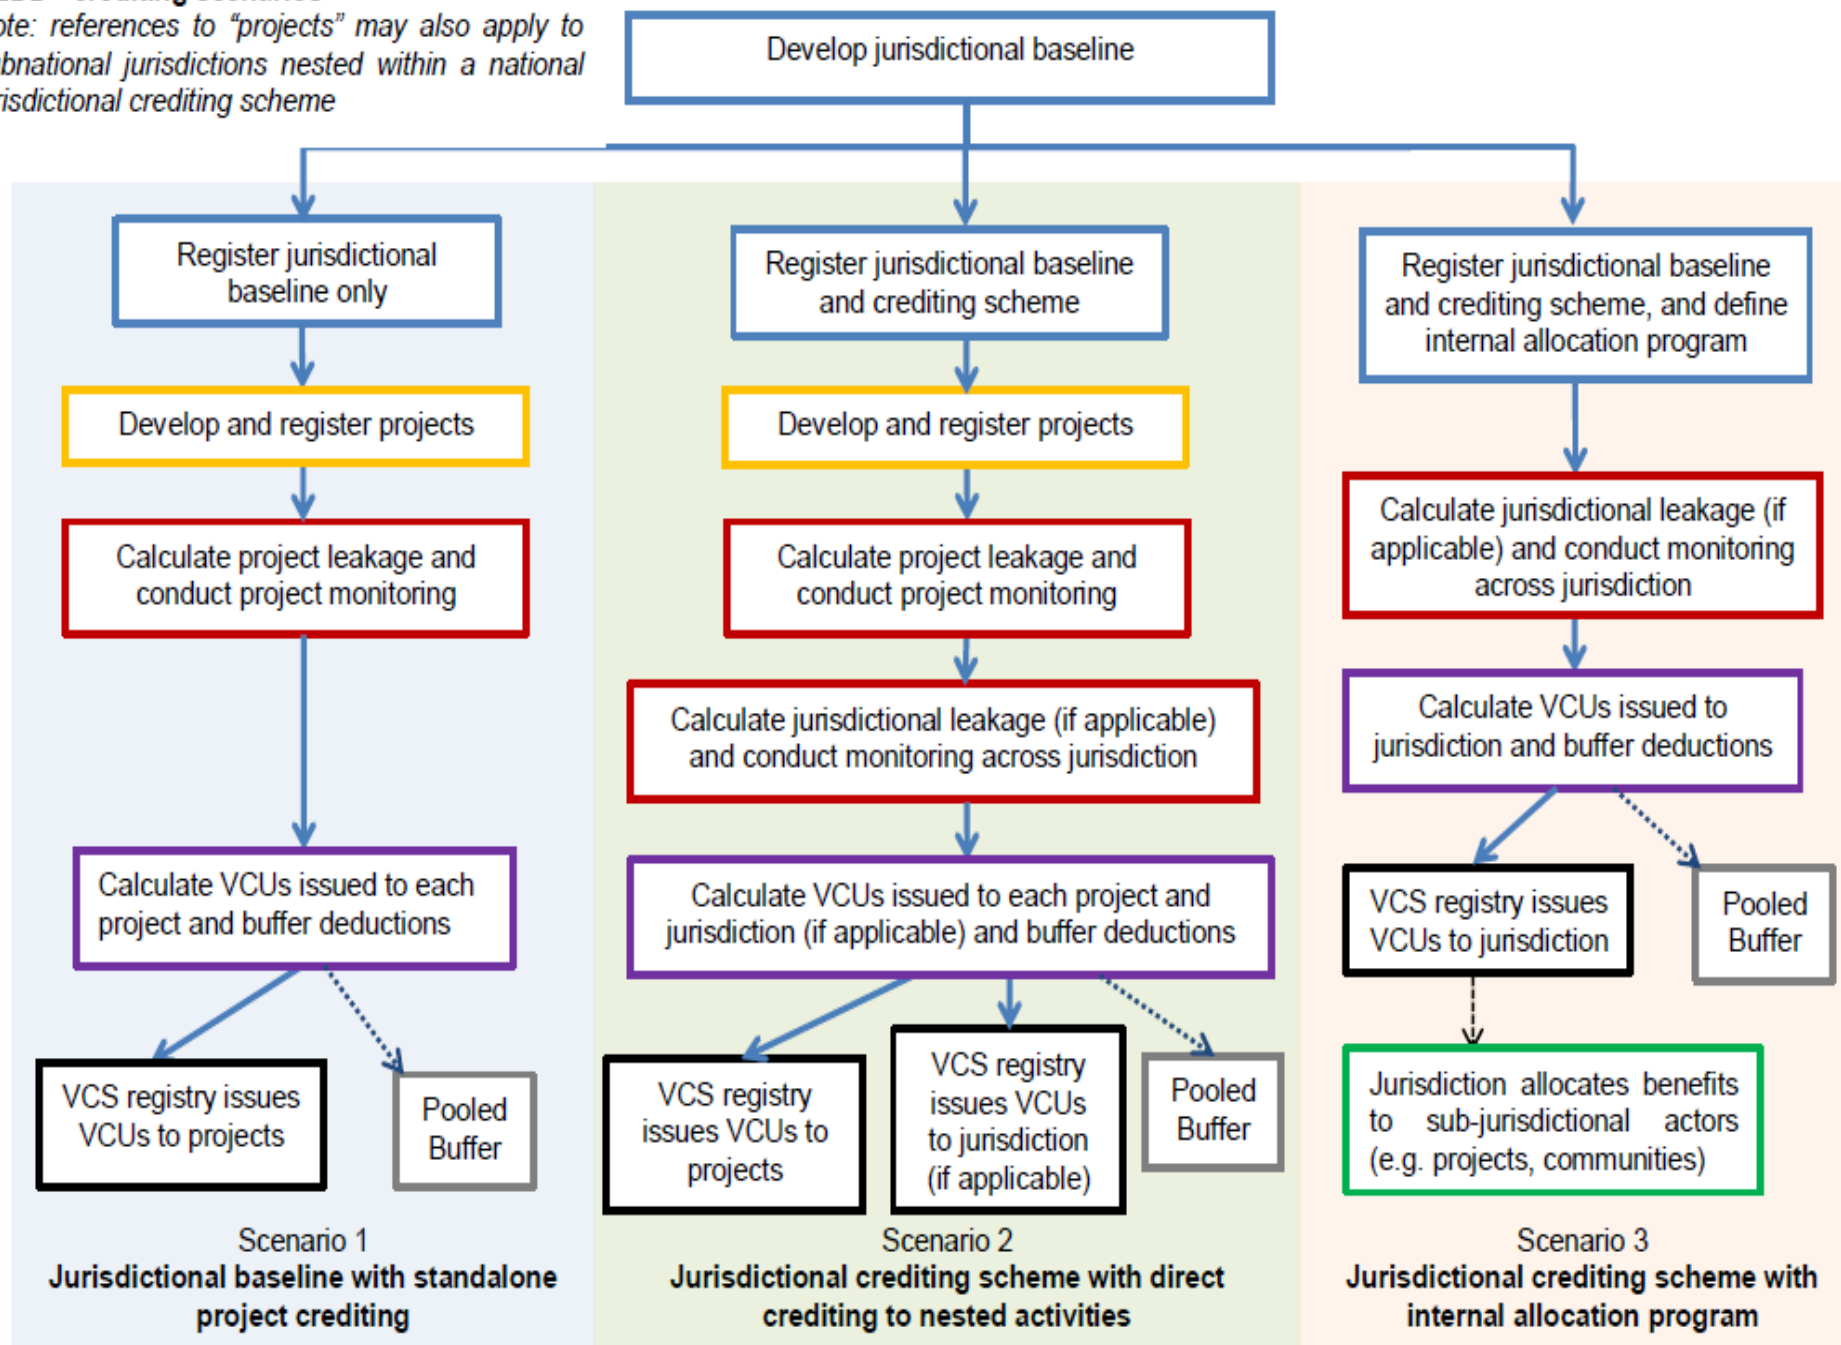 crediting scenarios
note: references to “projects” may also apply to
subnational jurisdictions nested within a national
jurisdictional crediting scheme
Develop jurisdictional baseline
Register jurisdictional
baseline only
Develop and register projects
Calculate project leakage and
conduct project monitoring
Calculate VCUs issued to each
project and buffer deductions
VCS registry issues
VCUs to projects
Pooled
Buffer
Scenario 1
Jurisdictional baseline with standalone
project crediting
Register jurisdictional baseline
and crediting scheme
Develop and register projects
Calculate project leakage and
conduct project monitoring
Calculate jurisdictional leakage (if applicable)
and conduct monitoring across jurisdiction
Calculate VCUs issued to each project and
jurisdiction (if applicable) and buffer deductions
VCS registry
issues VCUs to
projects
VCS registry
issues VCUs
to jurisdiction
(if applicable)
Pooled
Buffer
Scenario 2
Jurisdictional crediting scheme with direct
crediting to nested activities
Register jurisdictional baseline
and crediting scheme, and define
internal allocation program
Calculate jurisdictional leakage (if
applicable) and conduct monitoring
across jurisdiction
Calculate VCUs issued to
jurisdiction and buffer deductions
VCS registry issues
VCUs to jurisdiction
Pooled
Buffer
Jurisdiction allocates benefits
to sub-jurisdictional actors
(e.g. projects, communities)
Scenario 3
Jurisdictional crediting scheme with
internal allocation program